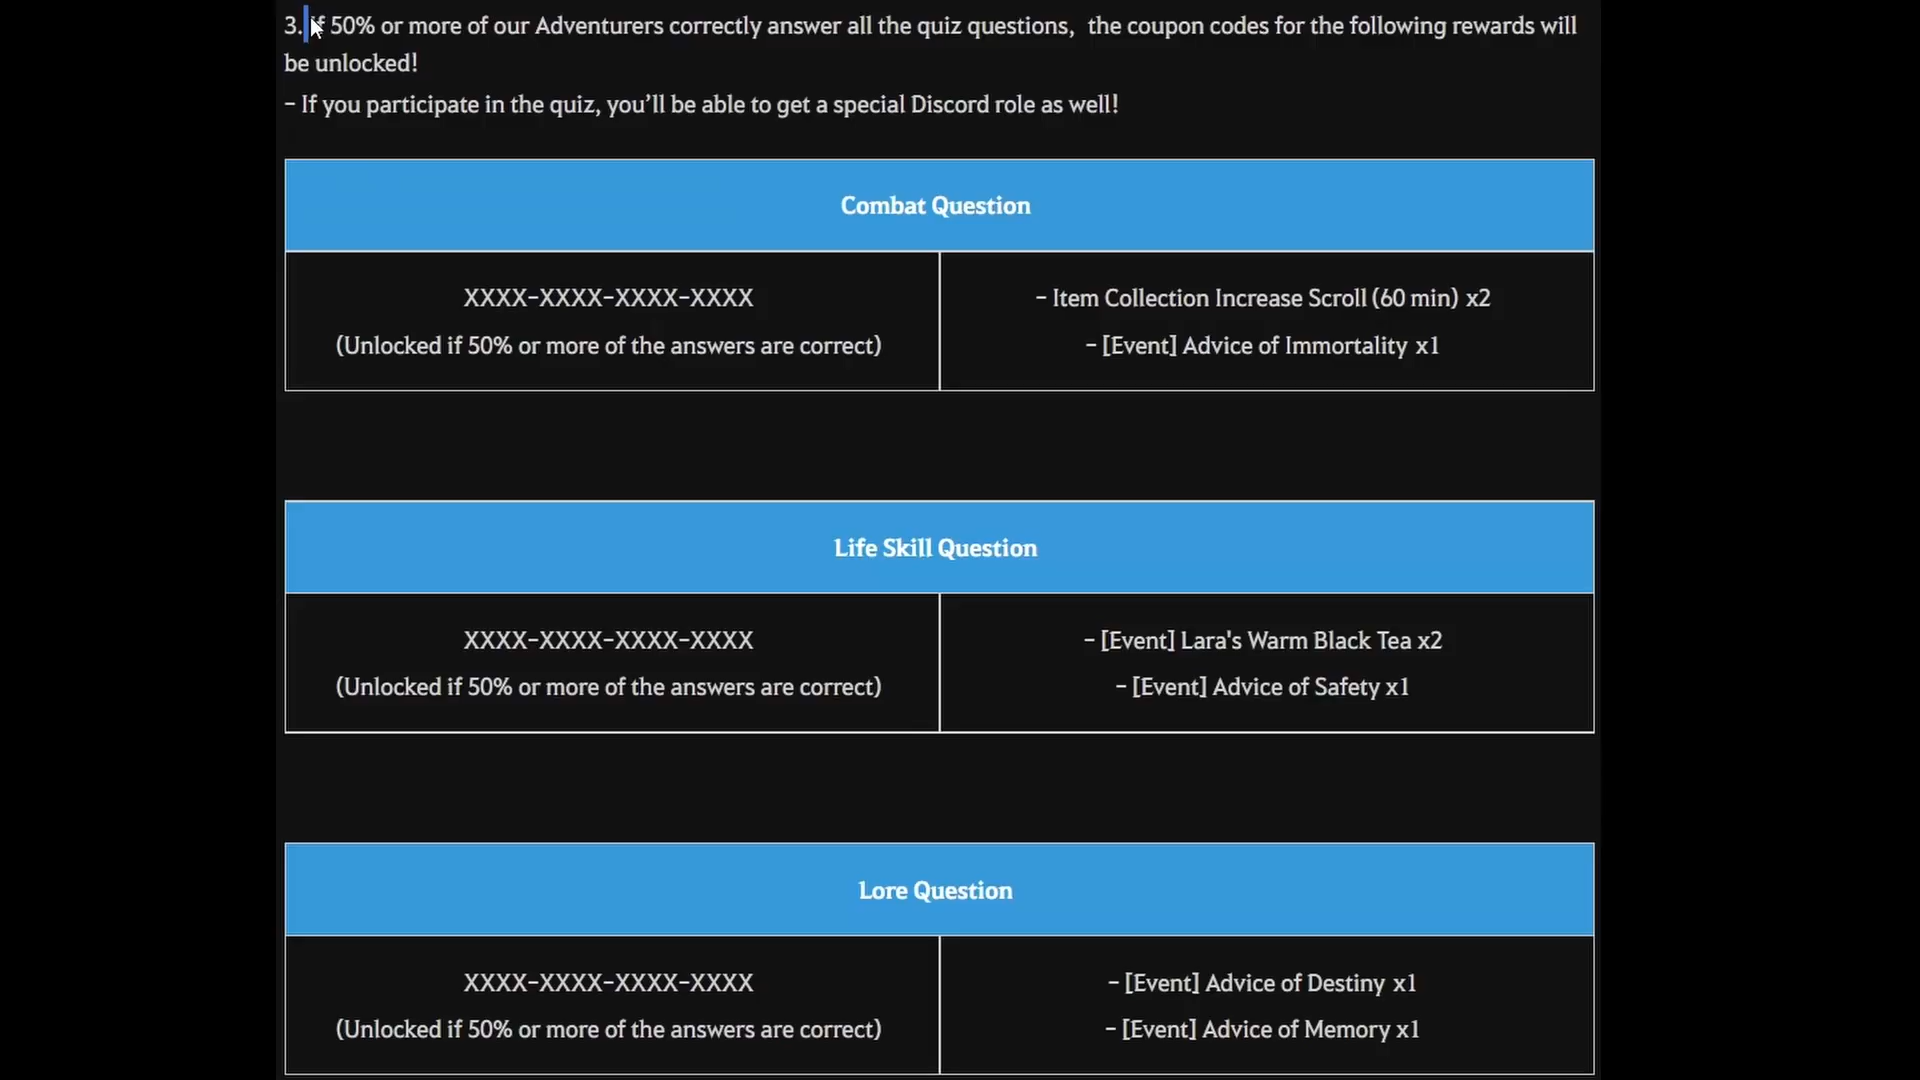 3. If 50% or more of our Adventurers correctly answer all the quiz questions,  the coupon codes for the following rewards will
be unlocked!
- If you participate in the quiz, you'll be able to get a special Discord role as well!
Combat Question
XXXX-XXXX-XXXX-XXXX
(Unlocked if 50% or more of the answers are correct)
- Item Collection Increase Scroll (60 min) x2
- [Event] Advice of Immortality x1
Life Skill Question
XXXX-XXXX-XXXX-XXXX
(Unlocked if 50% or more of the answers are correct)
- [Event] Lara's Warm Black Tea x2
- [Event] Advice of Safety x1
Lore Question
XXXX-XXXX-XXXX-XXXX
(Unlocked if 50% or more of the answers are correct)
- [Event] Advice of Destiny x1
- [Event] Advice of Memory x1